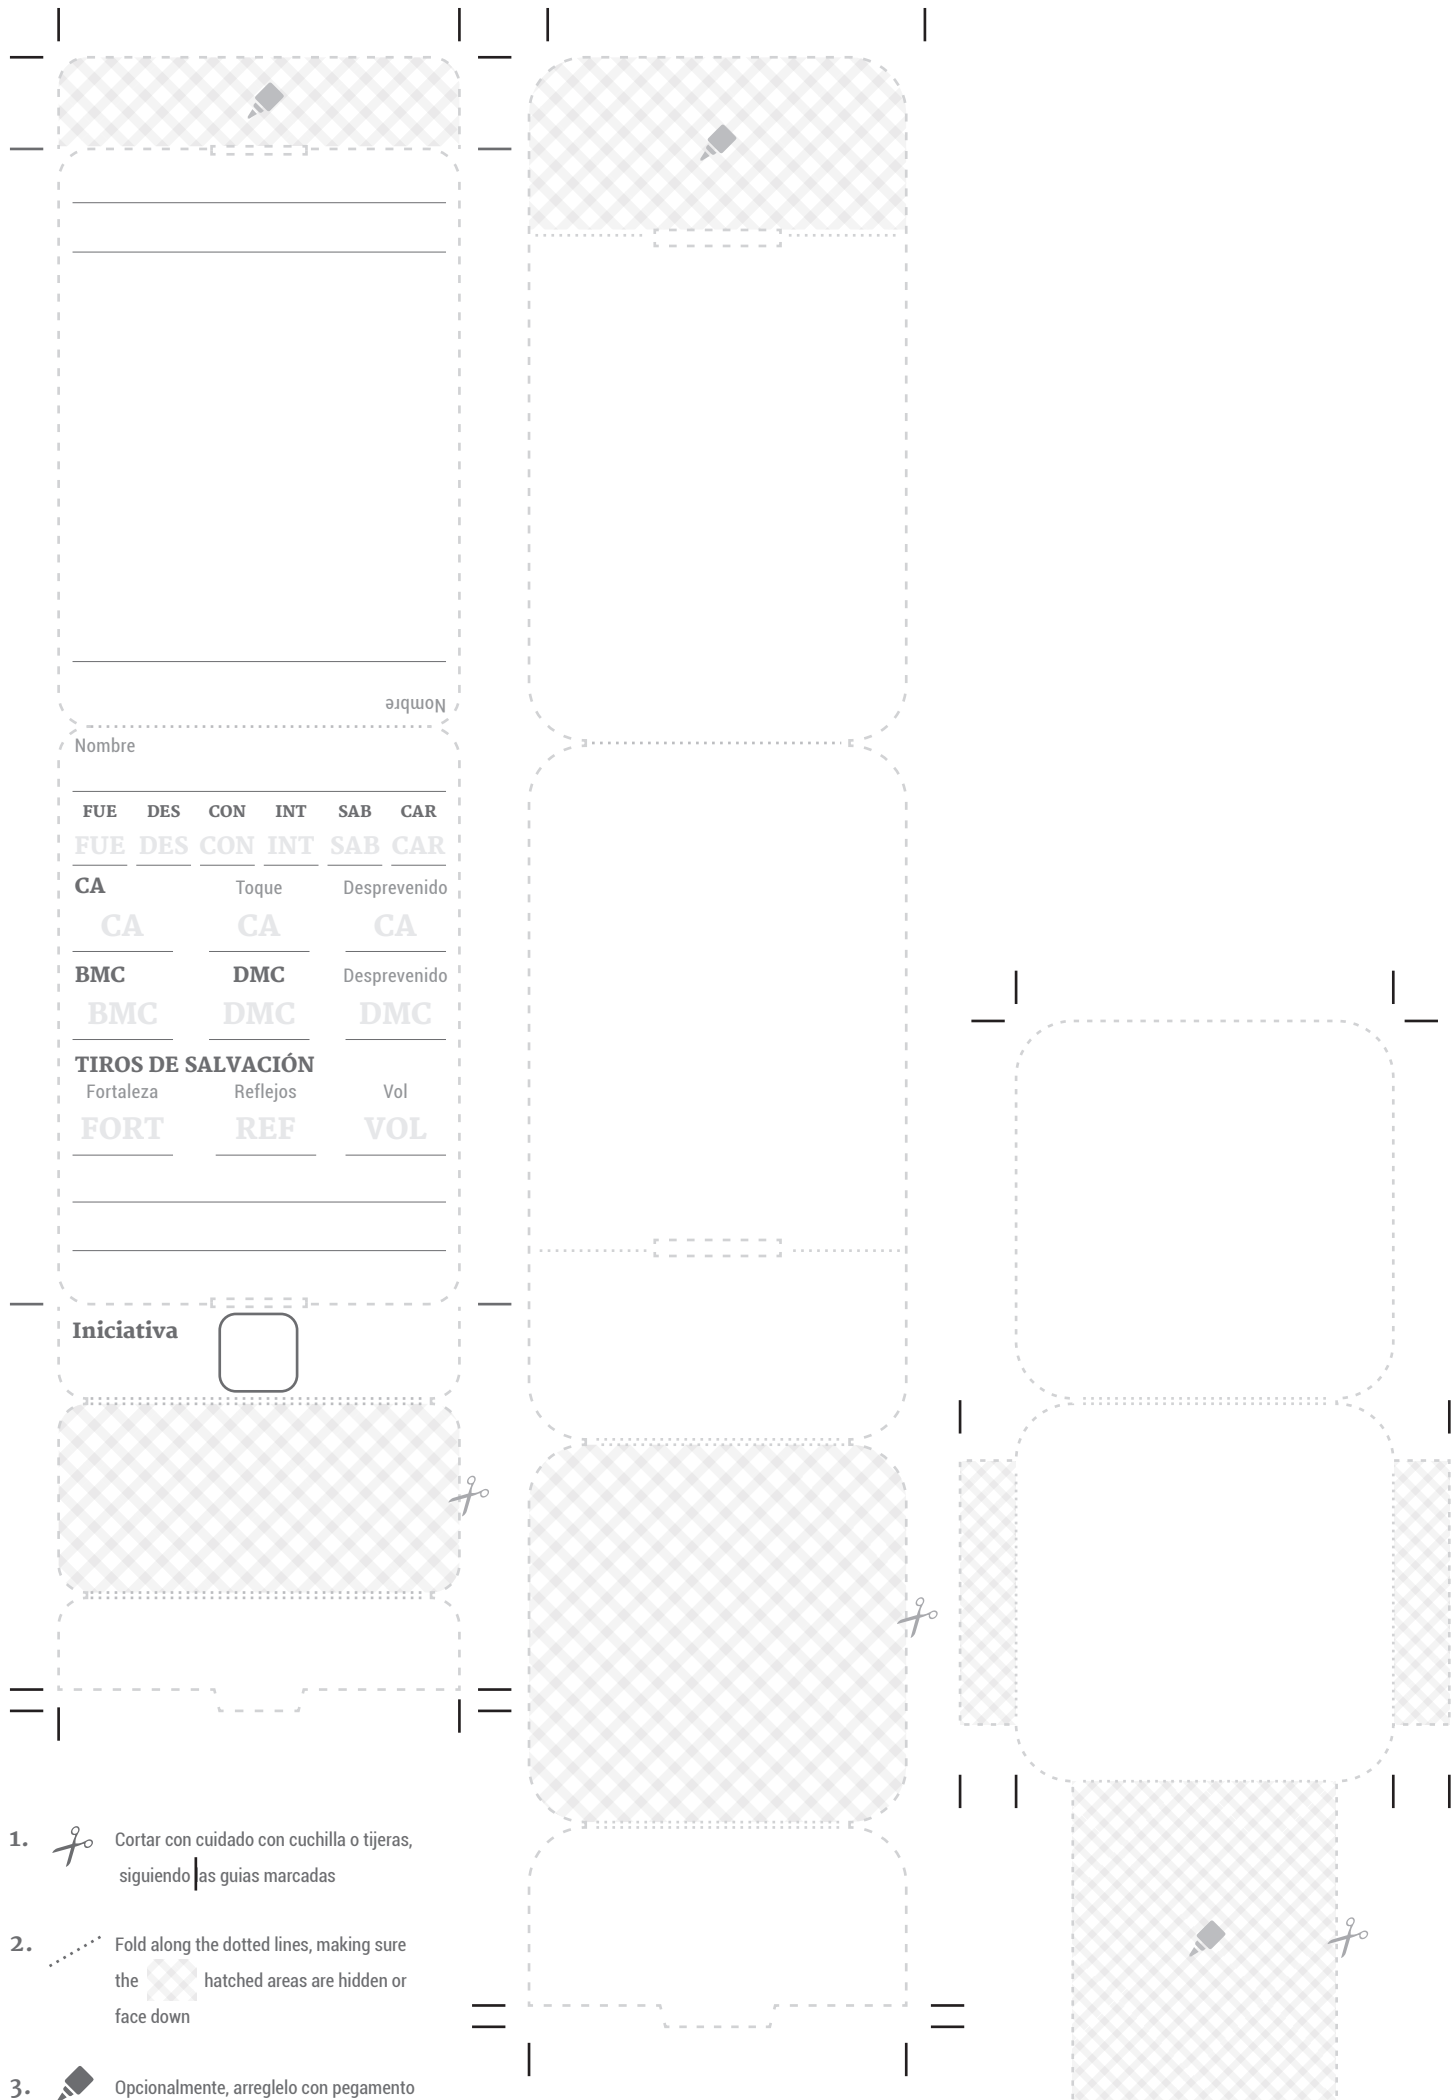 Nombre
Nombre
FUE DES CON INT SAB CAR
FUE DES CON INT SAB CAR
CA Toque Desprevenido
CA CA CA
BMC DMC Desprevenido
BMC DMC DMC
TIROS DE SALVACIÓN
Fortaleza Reflejos Vol
FORT REF VOL
Iniciativa
1. Cortar con cuidado con cuchilla o tijeras,
siguiendo las guias marcadas
2. Fold along the dotted lines, making sure
the hatched areas are hidden or
face down
3. Opcionalmente, arreglelo con pegamento